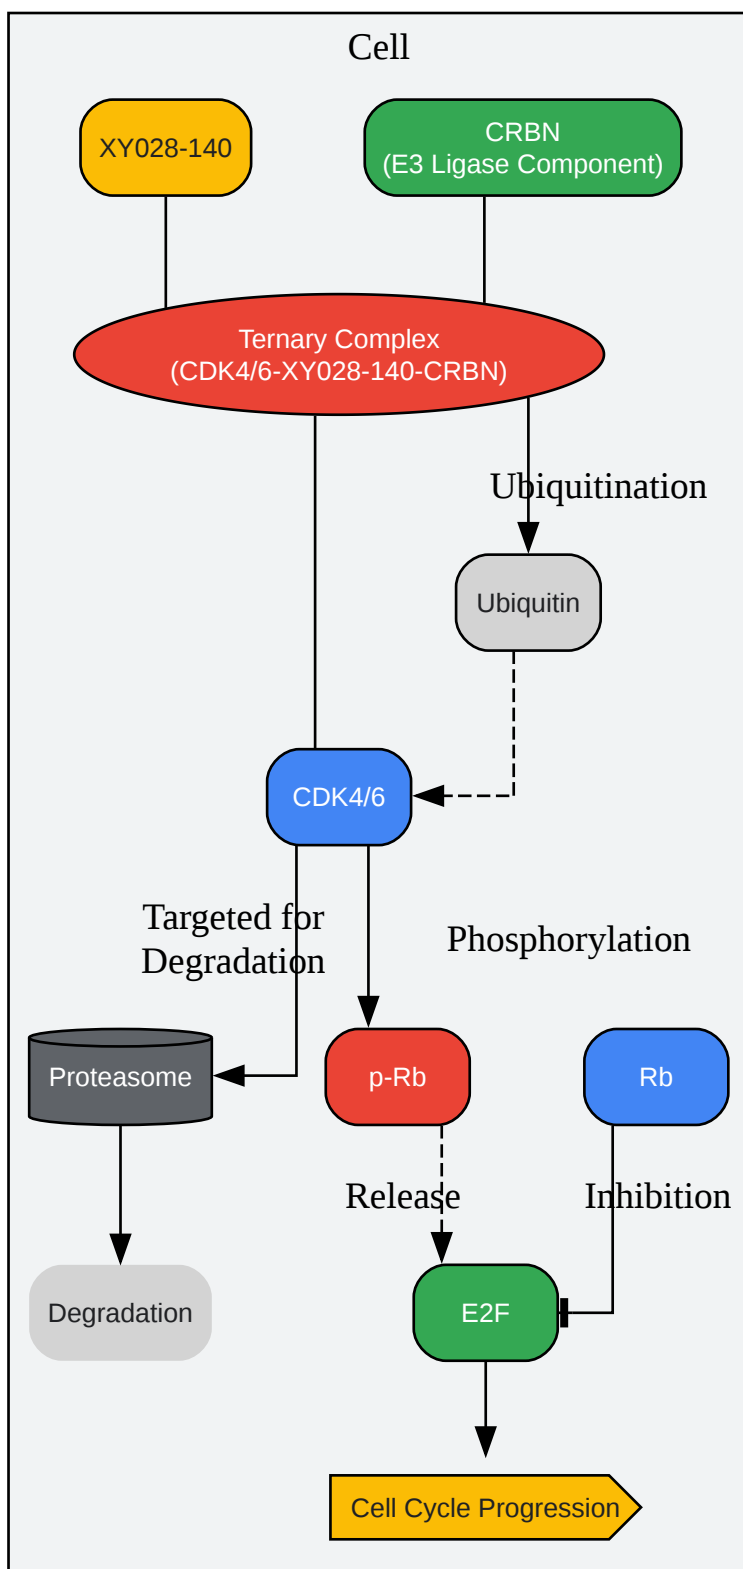 Cell
XY028-140
CRBN
(E3 Ligase Component)
Ternary Complex
(CDK4/6-XY028-140-CRBN)
Ubiquitination
Ubiquitin
CDK4/6
Targeted for
Degradation
Phosphorylation
Proteasome
p-Rb
Rb
Release
Inhibition
Degradation
E2F
Cell Cycle Progression